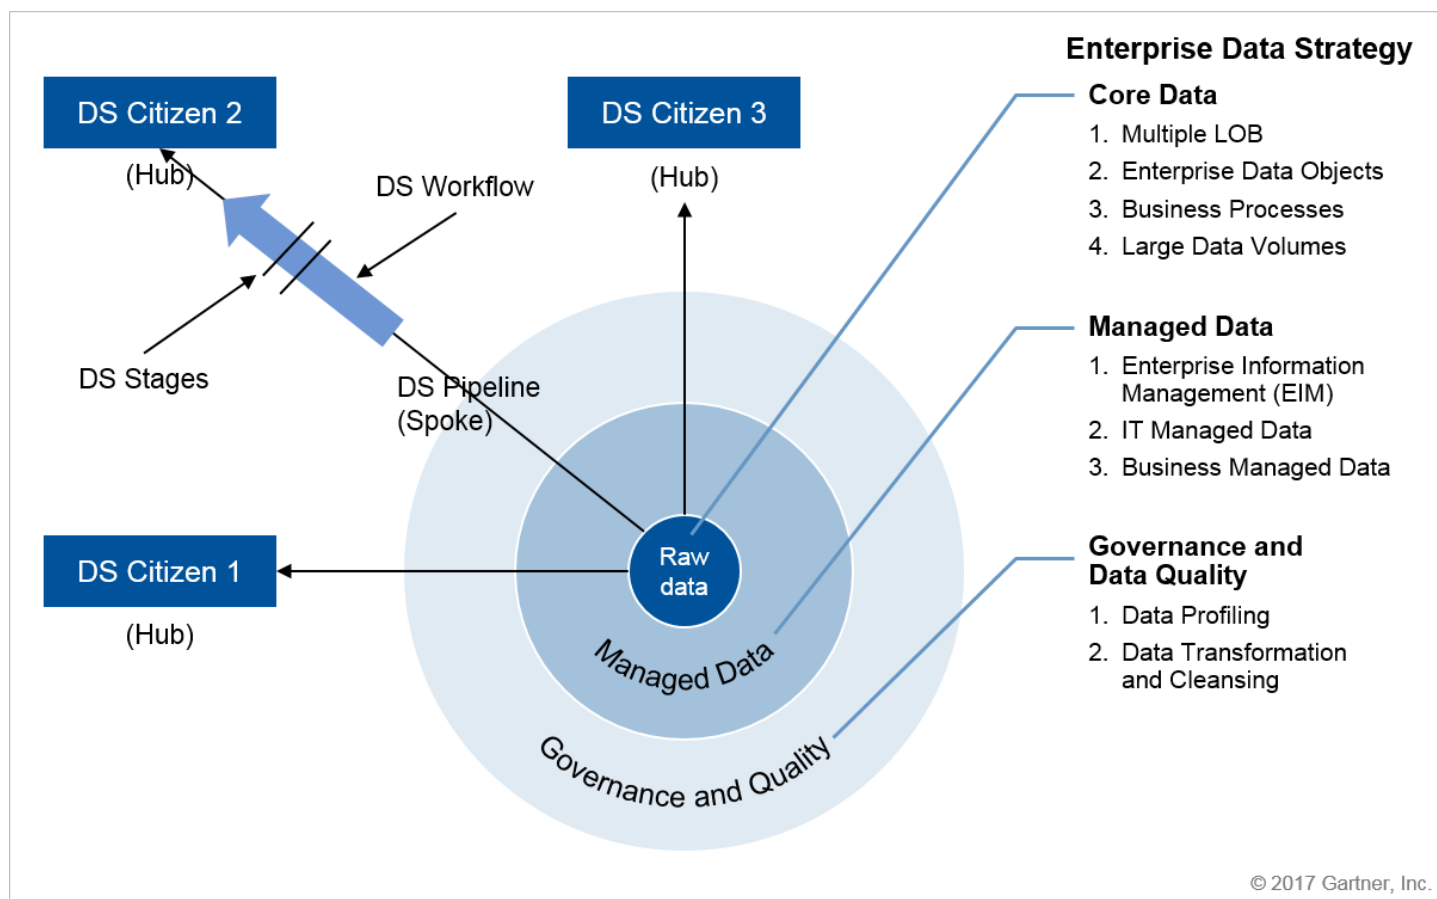 Enterprise Data Strategy
DS Citizen 2
(Hub)
DS Citizen 3
(Hub)
DS Workflow
DS Stages
DS Pipeline
(Spoke)
DS Citizen 1
(Hub)
Raw
data
Managed Data
Governance and Quality
Core Data
1. Multiple LOB
2. Enterprise Data Objects
3. Business Processes
4. Large Data Volumes
Managed Data
1. Enterprise Information
Management (EIM)
2. IT Managed Data
3. Business Managed Data
Governance and
Data Quality
1. Data Profiling
2. Data Transformation
and Cleansing
© 2017 Gartner, Inc.